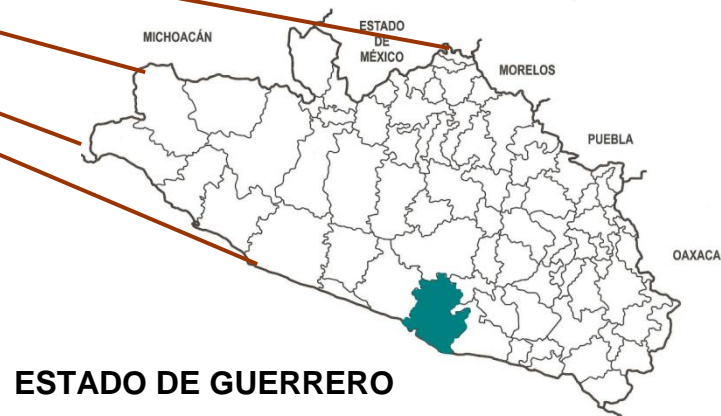 MICHOACÁN
ESTADO
DE
MÉXICO
MORELOS
PUEBLA
OAXACA
ESTADO DE GUERRERO